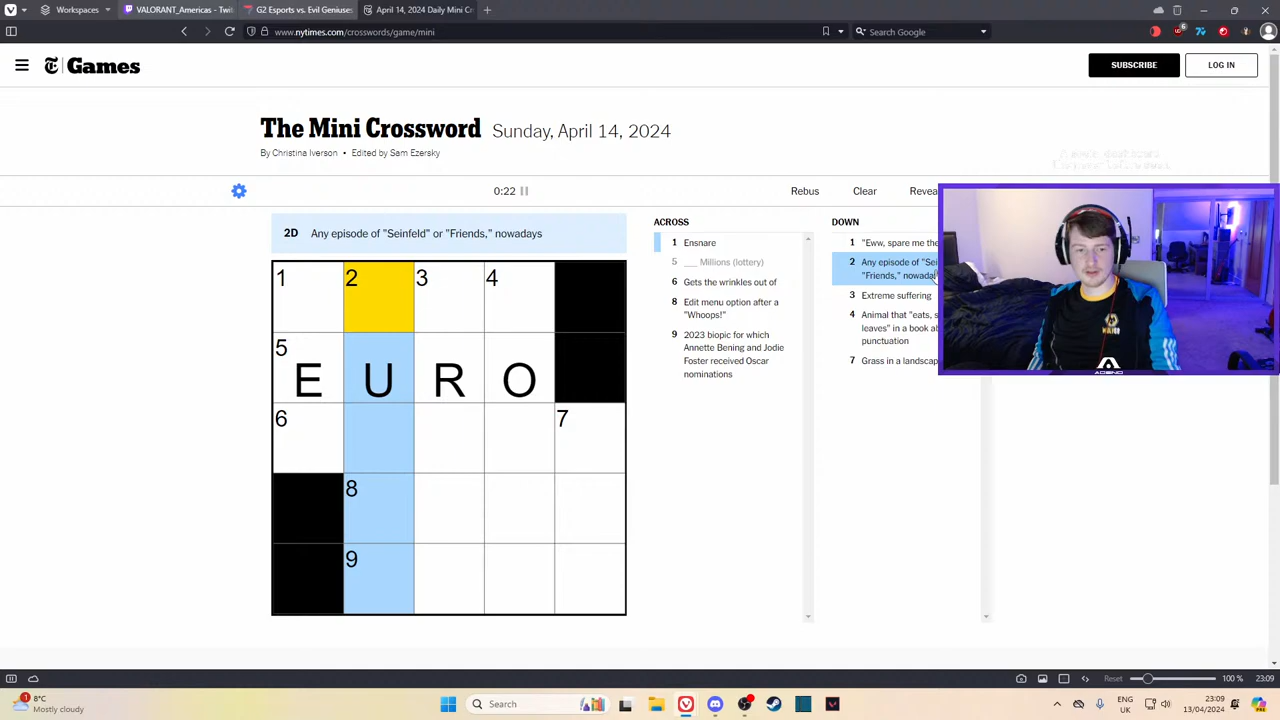 Workspaces
VALORANT_Americas - Twi
G2 Esports vs. Evil Geniuse
April 14, 2024 Daily Mini Cr
www.nytimes.com/crosswords/game/mini
Search Google
Games
SUBSCRIBE
LOG IN
The Mini Crossword Sunday, April 14, 2024
By Christina Iverson • Edited by Sam Ezersky
0:22
Rebus
Clear
Revea
2D Any episode of "Seinfeld" or "Friends," nowadays
1
2
3
4
5
E U R O
6
7
8
9
ACROSS
1 Ensnare
5 ___ Millions (lottery)
6 Gets the wrinkles out of
8 Edit menu option after a
"Whoops!"
9 2023 biopic for which
Annette Bening and Jodie
Foster received Oscar
nominations
DOWN
1 "Eww, spare me the
2 Any episode of "Sei
"Friends," nowada
3 Extreme suffering
4 Animal that "eats, s
leaves" in a book a
punctuation
7 Grass in a landscap
Reset
100 %
23:09
8°C
Mostly cloudy
Search
ENG
UK
23:09
13/04/2024